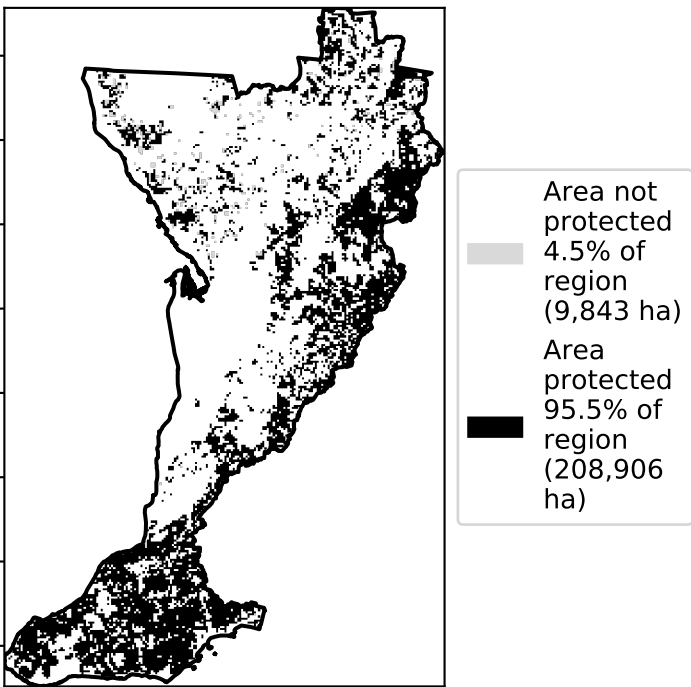 Area not
protected
4.5% of
region
(9,843 ha)
Area
protected
95.5% of
region
(208,906
ha)